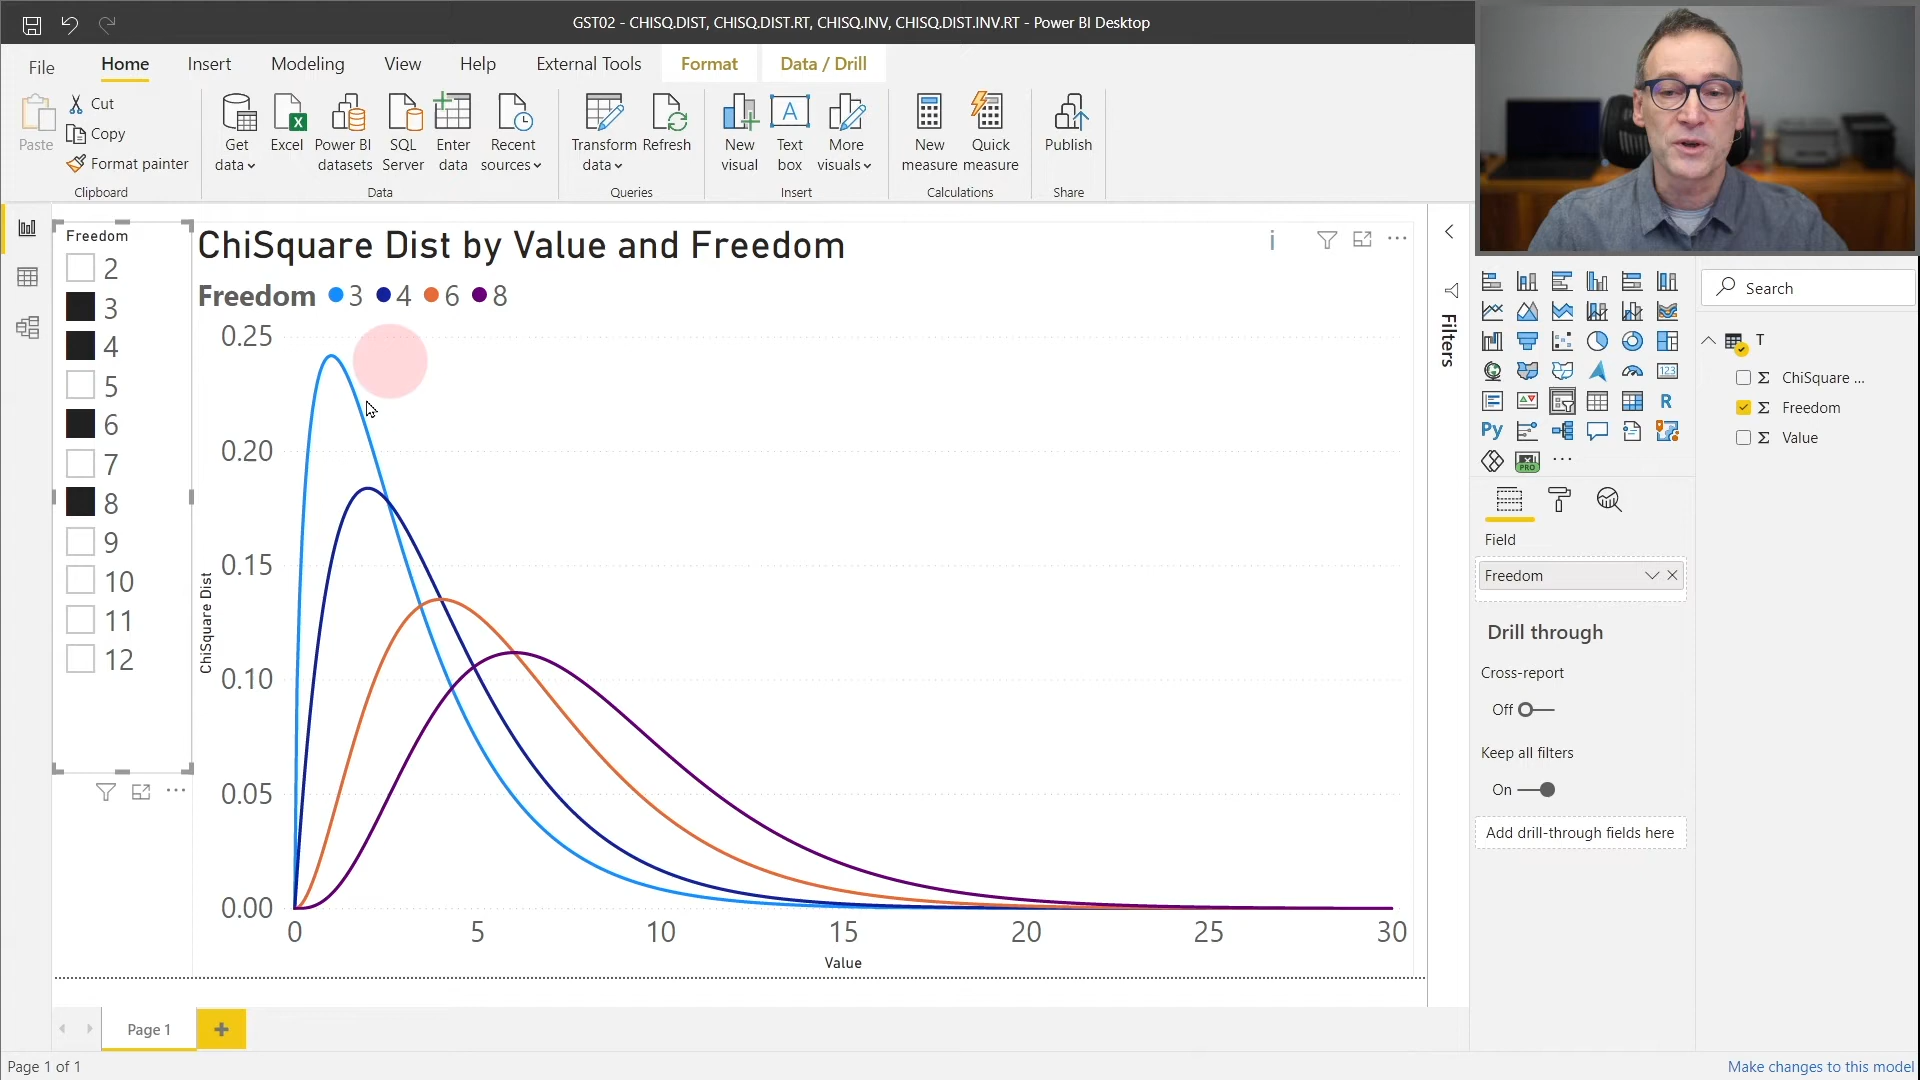 GST02 - CHISQ.DIST, CHISQ.DIST.RT, CHISQ.INV, CHISQ.DIST.INV.RT - Power BI Desktop
File Home Insert Modeling View Help External Tools Format Data / Drill
Paste
Cut
Copy
Format painter
Clipboard
Get data
Excel
Power BI datasets
SQL Server
Enter data
Recent sources
Data
Transform data
Refresh
Queries
New visual
Text box
More visuals
Insert
New measure
Quick measure
Calculations
Publish
Share
Freedom
2
3
4
5
6
7
8
9
10
11
12
ChiSquare Dist by Value and Freedom
Freedom 3 4 6 8
0.25
0.20
0.15
0.10
0.05
0.00
ChiSquare Dist
0 5 10 15 20 25 30
Value
Filters
123
R
Py
PRO
Field
Freedom
Drill through
Cross-report
Off
Keep all filters
On
Add drill-through fields here
Search
T
ChiSquare ...
Freedom
Value
Page 1
Page 1 of 1
Make changes to this model